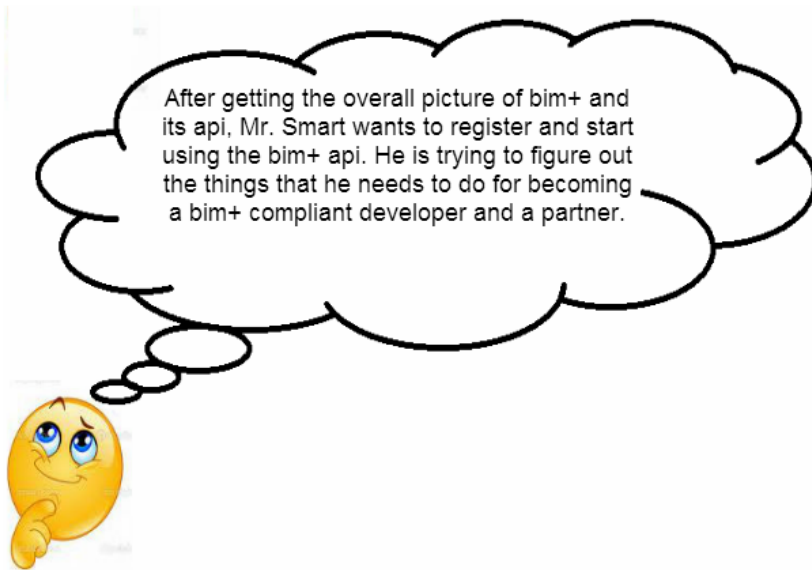 After getting the overall picture of bim+ and
its api, Mr. Smart wants to register and start
using the bim+ api. He is trying to figure out
the things that he needs to do for becoming
a bim+ compliant developer and a partner.